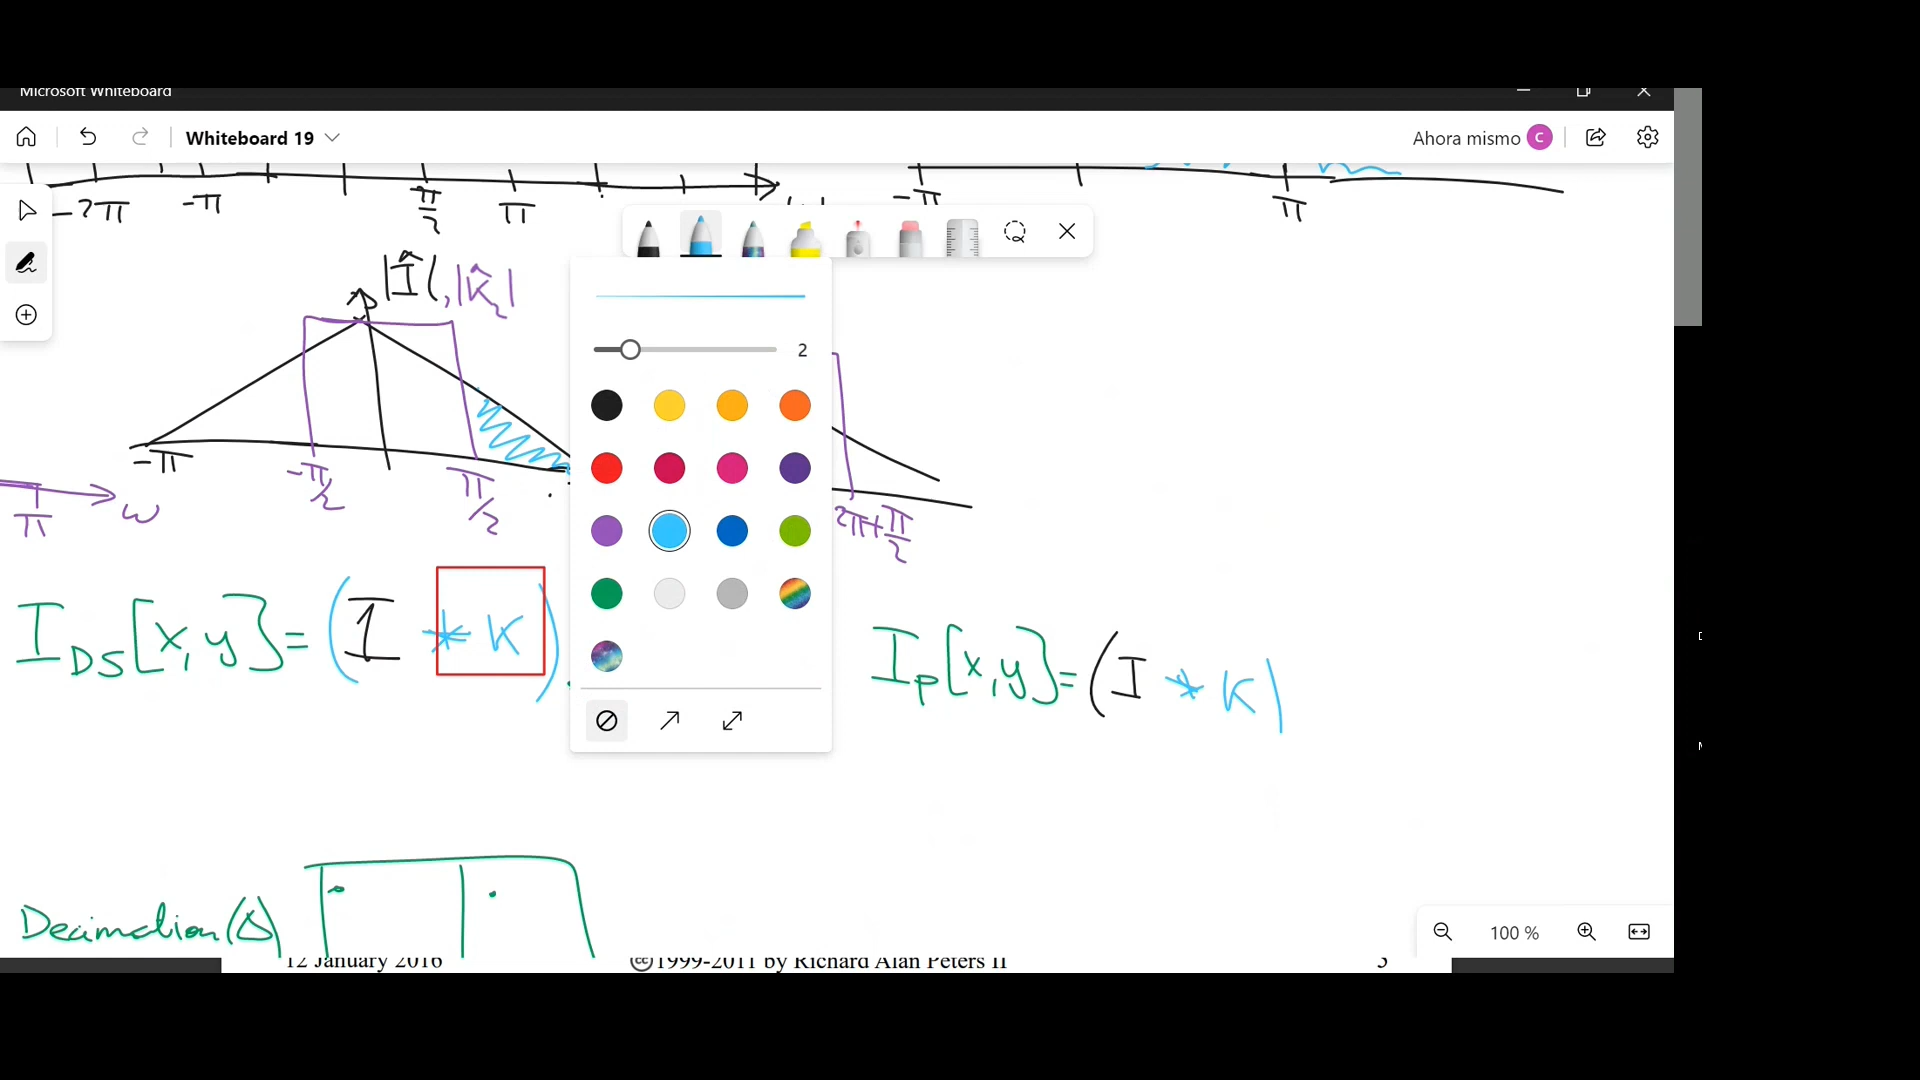 Microsoft Whiteboard
Whiteboard 19
Ahora mismo C
-2π -π π/2 π
-π π
|Î|, |K̂₂|
2
-π -π/2 π/2 2π+π/2
π ω
I_DS[x,y] = (I * K)
I_p[x,y] = (I * K)
Decimation (Δ)
100 %
12 January 2016
1999-2011 by Richard Alan Peters II